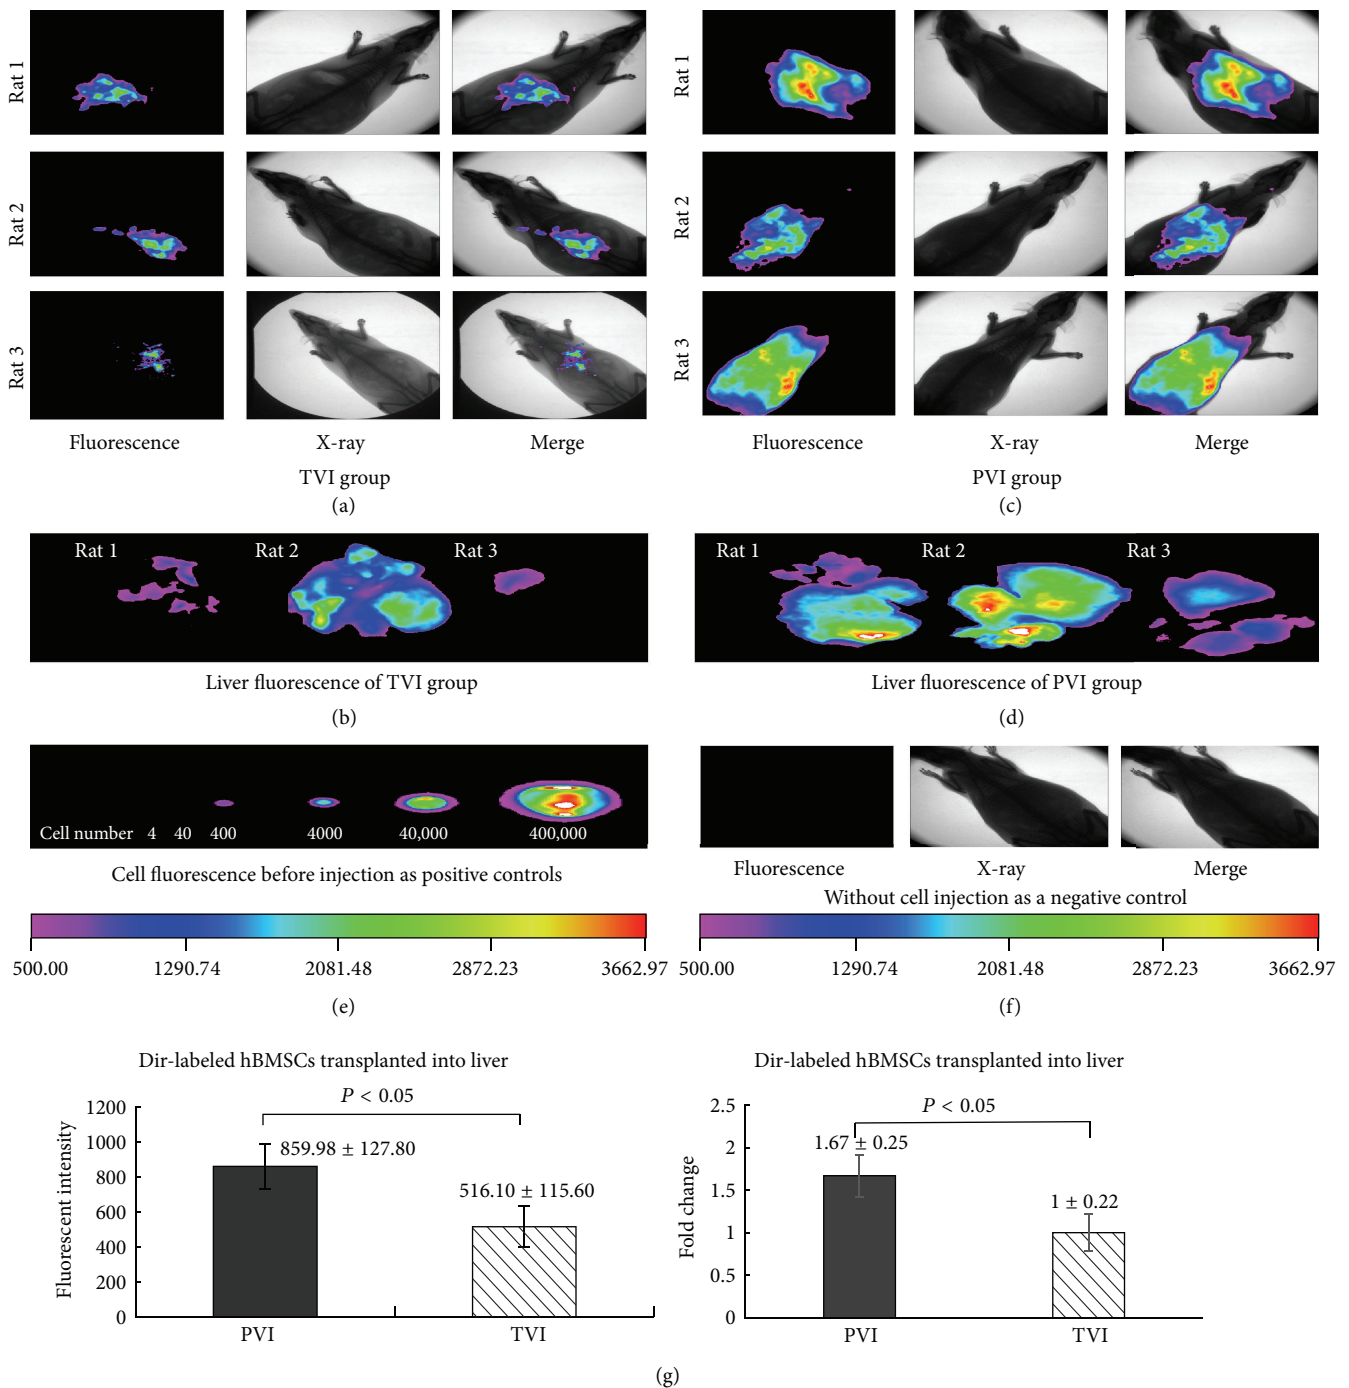 Rat 1
Rat 2
Rat 3
Fluorescence X-ray Merge
TVI group
(a)
Rat 1
Rat 2
Rat 3
Fluorescence X-ray Merge
PVI group
(c)
Rat 1 Rat 2 Rat 3
Liver fluorescence of TVI group
(b)
Rat 1 Rat 2 Rat 3
Liver fluorescence of PVI group
(d)
Cell number 4 40 400 4000 40,000 400,000
Cell fluorescence before injection as positive controls
500.00 1290.74 2081.48 2872.23 3662.97
(e)
Fluorescence X-ray Merge
Without cell injection as a negative control
500.00 1290.74 2081.48 2872.23 3662.97
(f)
Dir-labeled hBMSCs transplanted into liver
P < 0.05
Fluorescent intensity
1200
1000
800
600
400
200
0
859.98 ± 127.80
516.10 ± 115.60
PVI TVI
Dir-labeled hBMSCs transplanted into liver
P < 0.05
Fold change
2.5
2
1.5
1
0.5
0
1.67 ± 0.25
1 ± 0.22
PVI TVI
(g)